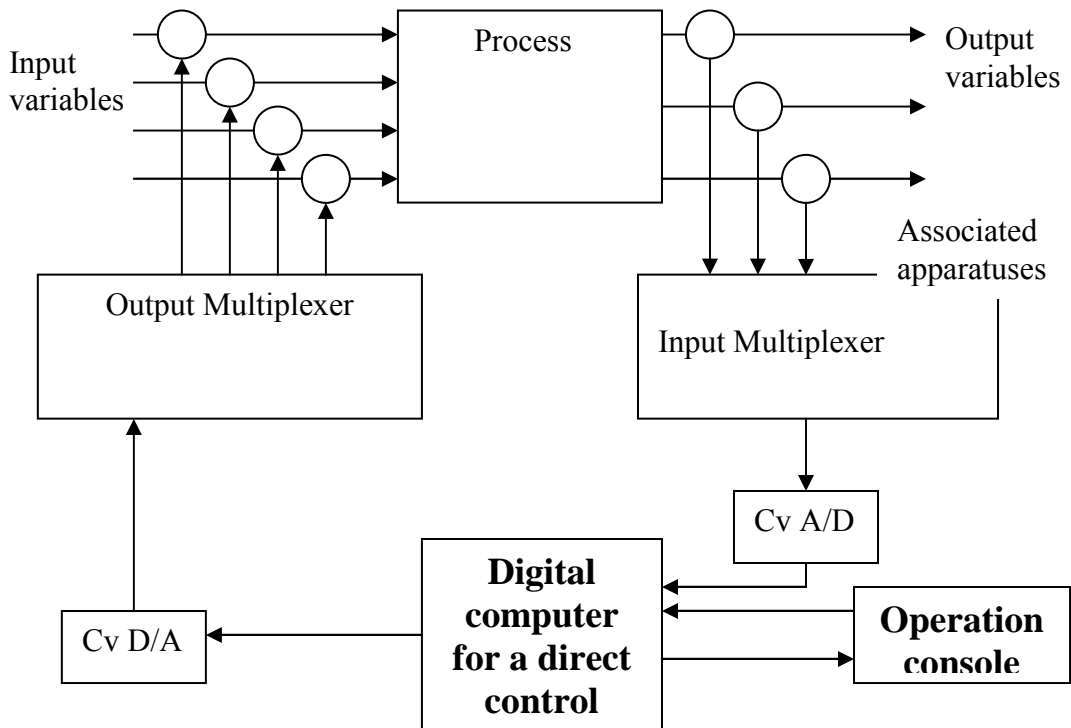 Process
Input
variables
Output
variables
Associated
apparatuses
Output Multiplexer
Input Multiplexer
Cv A/D
Digital
computer
for a direct
control
Operation
console
Cv D/A